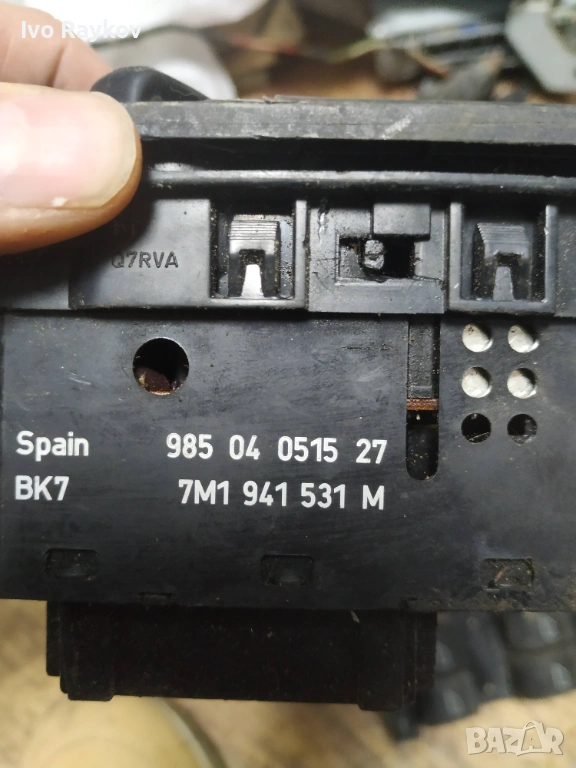 Ivo Raykov
Q7RVA
Spain 985 04 0515 27
BK7 7M1 941 531 M
BAZAR